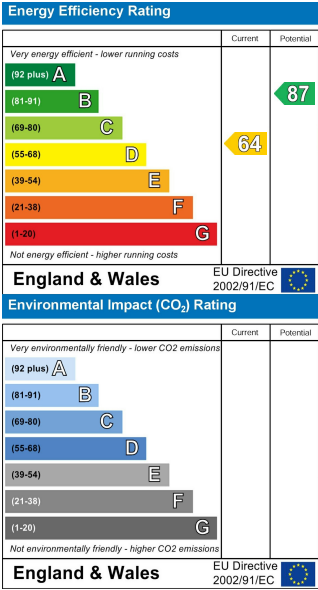 Energy Efficiency Rating
Current Potential
Very energy efficient - lower running costs
(92 plus) A
(81-91) B
87
(69-80) C
(55-68) D
64
(39-54) E
(21-38) F
(1-20) G
Not energy efficient - higher running costs
England & Wales
EU Directive
2002/91/EC
Environmental Impact (CO₂) Rating
Current Potential
Very environmentally friendly - lower CO2 emissions
(92 plus) A
(81-91) B
(69-80) C
(55-68) D
(39-54) E
(21-38) F
(1-20) G
Not environmentally friendly - higher CO2 emissions
England & Wales
EU Directive
2002/91/EC